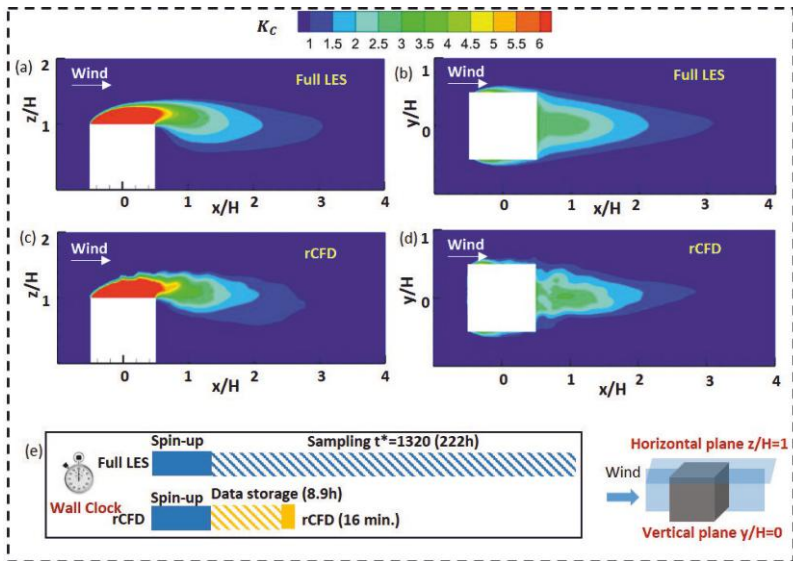 K_C
1 1.5 2 2.5 3 3.5 4 4.5 5 5.5 6
(a) Wind Full LES
2
z/H
1
0 1 2 3 4
x/H
(b) Wind Full LES
1
y/H
0
0 1 2 3 4
x/H
(c) Wind rCFD
2
z/H
1
0 1 2 3 4
x/H
(d) Wind rCFD
1
y/H
0
0 1 2 3 4
x/H
(e)
Spin-up Sampling t*=1320 (222h)
Full LES
Wall Clock
Spin-up Data storage (8.9h)
rCFD rCFD (16 min.)
Horizontal plane z/H=1
Wind
Vertical plane y/H=0